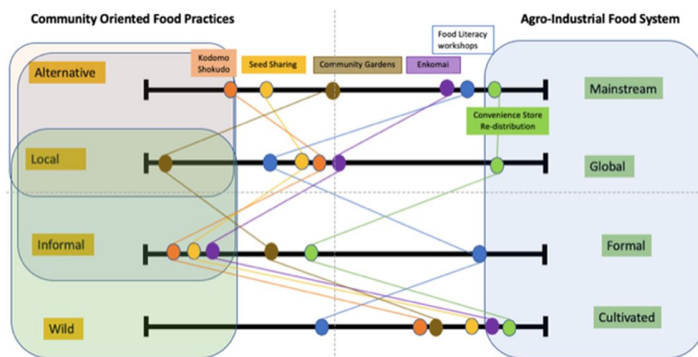 Community Oriented Food Practices
Agro-Industrial Food System
Food Literacy
workshops
Kodomo
Shokudo
Seed Sharing
Community Gardens
Enkomai
Alternative
Mainstream
Convenience Store
Re-distribution
Local
Global
Informal
Formal
Wild
Cultivated